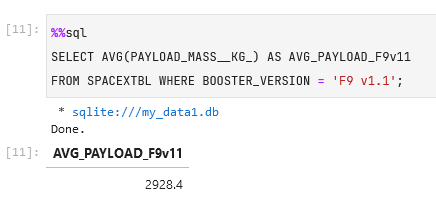 [11]: %%sql
SELECT AVG(PAYLOAD_MASS__KG_) AS AVG_PAYLOAD_F9v11
FROM SPACEXTBL WHERE BOOSTER_VERSION = 'F9 v1.1';
* sqlite:///my_data1.db
Done.
[11]: AVG_PAYLOAD_F9v11
2928.4